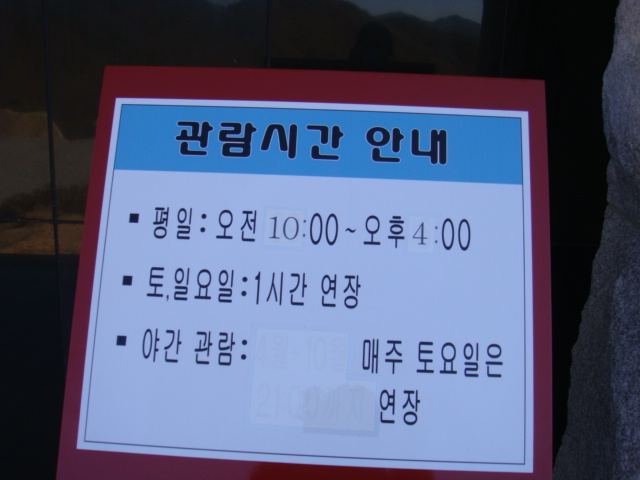 관람시간 안내
▪ 평일: 오전 10:00 ~ 오후 4:00
▪ 토,일요일: 1시간 연장
▪ 야간 관람: 매주 토요일은
연장